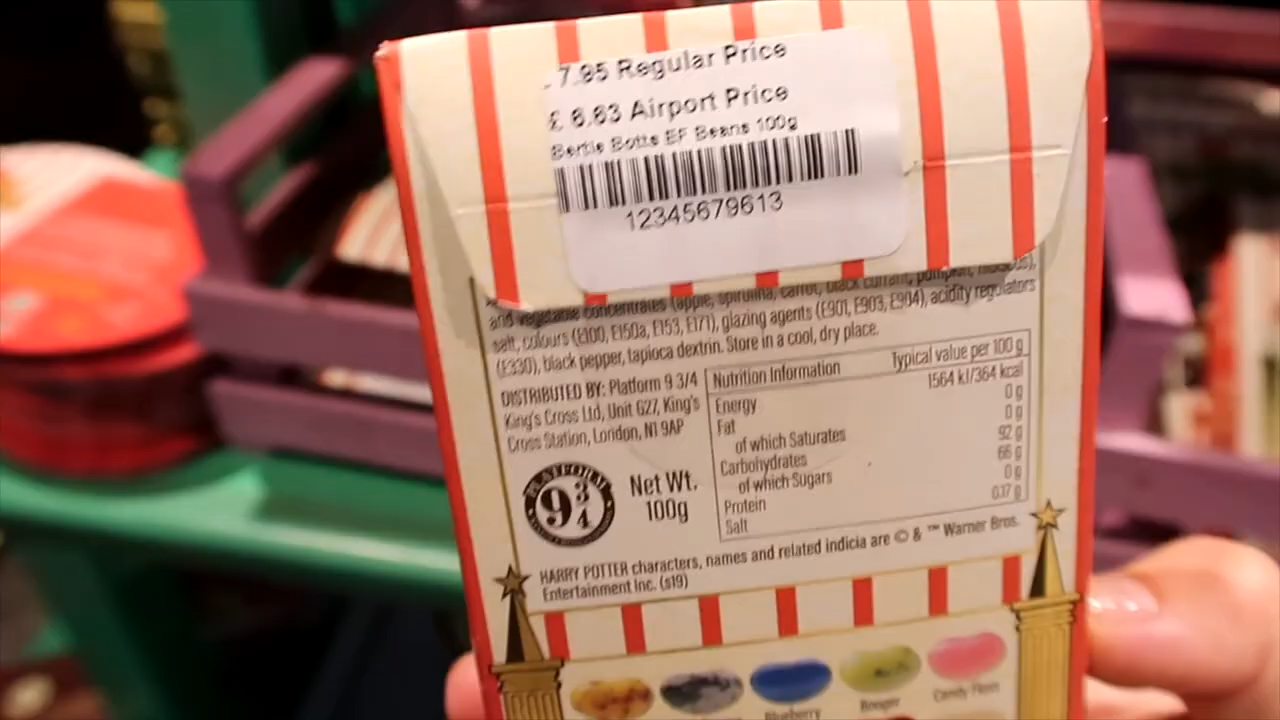 7.95 Regular Price
£ 6.63 Airport Price
Bertie Botts EF Beans 100g
12345679613
and vegetable concentrates (apple, spirulina, carrot, black currant, pumpkin, hibiscus),
salt, colours (E100, E150a, E153, E171), glazing agents (E901, E903, E904), acidity regulators
(E330), black pepper, tapioca dextrin. Store in a cool, dry place.
DISTRIBUTED BY: Platform 9 3/4
King's Cross Ltd, Unit G27, King's
Cross Station, London, N1 9AP
PLATFORM
9 3/4
Net Wt.
100g
Nutrition Information Typical value per 100 g
Energy 1564 kJ/364 kcal
Fat 0 g
of which Saturates 0 g
Carbohydrates 92 g
of which Sugars 66 g
Protein 0 g
Salt 0.17 g
HARRY POTTER characters, names and related indicia are © & ™ Warner Bros.
Entertainment Inc. (s19)
Blueberry
Booger
Candy Floss